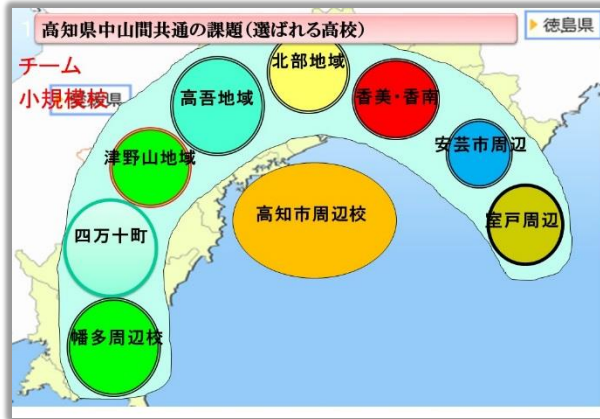 高知県中山間共通の課題(選ばれる高校)
徳島県
チーム
小規模校
県
北部地域
高吾地域
香美・香南
安芸市周辺
津野山地域
高知市周辺校
室戸周辺
四万十町
幡多周辺校